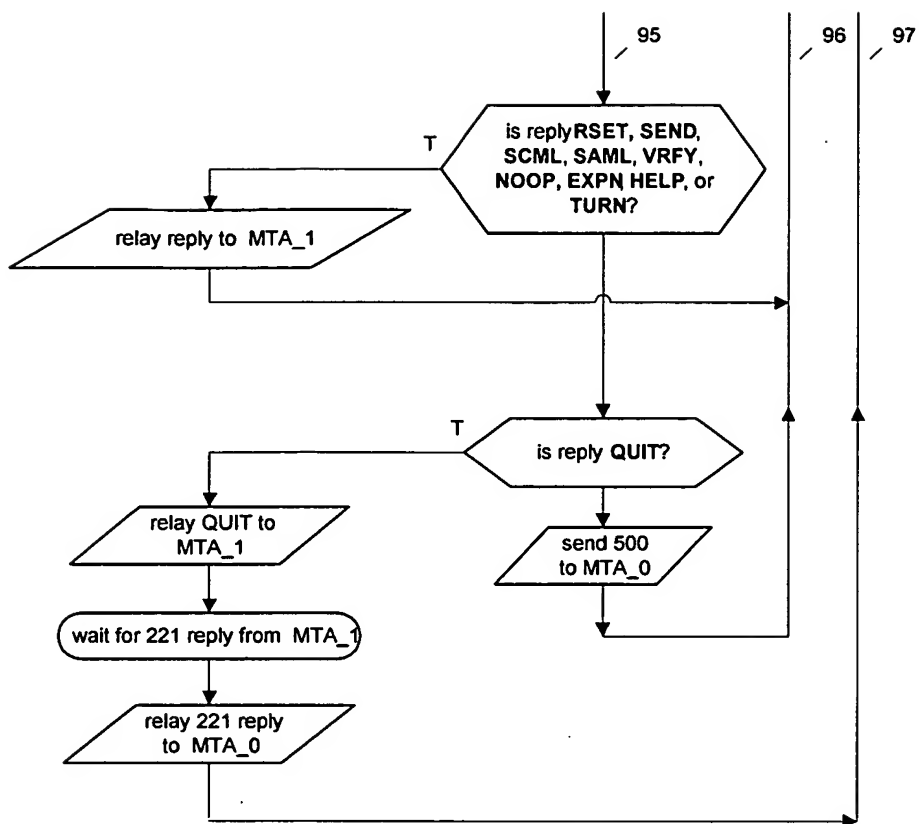 95
96
97
T
is reply RSET, SEND,
SCML, SAML, VRFY,
NOOP, EXPN, HELP, or
TURN?
relay reply to MTA_1
T
is reply QUIT?
relay QUIT to
MTA_1
send 500
to MTA_0
wait for 221 reply from MTA_1
relay 221 reply
to MTA_0